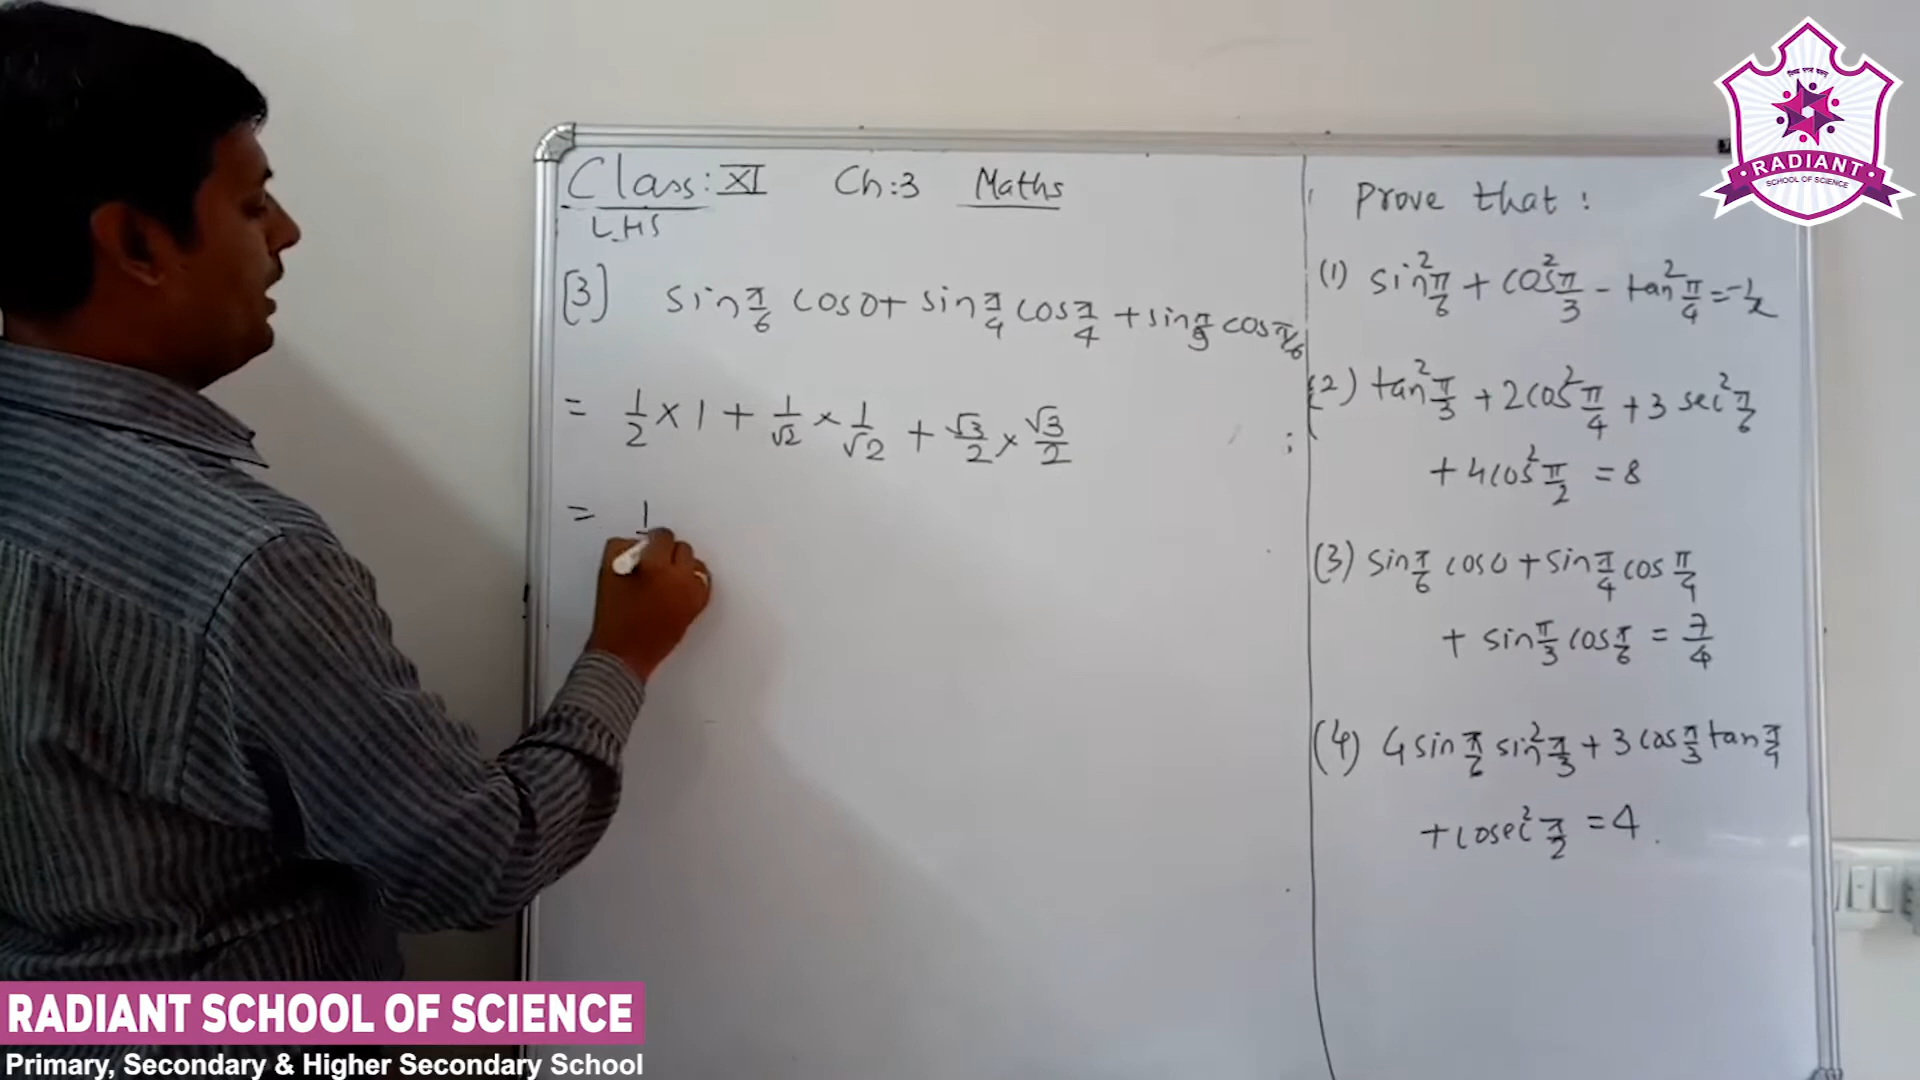 Class: XI Ch:3 Maths
LHS
(3) sin π/6 cos 0 + sin π/4 cos π/4 + sin π/3 cos π/6
= 1/2 × 1 + 1/√2 × 1/√2 + √3/2 × √3/2
= 1
Prove that :
(1) sin² π/6 + cos² π/3 - tan² π/4 = -1/2
(2) tan² π/3 + 2cos² π/4 + 3 sec² π/6
+ 4cos² π/2 = 8
(3) sin π/6 cos 0 + sin π/4 cos π/4
+ sin π/3 cos π/6 = 7/4
(4) 4 sin π/6 sin² π/3 + 3 cos π/3 tan π/4
+ cosec² π/2 = 4.
RADIANT
SCHOOL OF SCIENCE
RADIANT SCHOOL OF SCIENCE
Primary, Secondary & Higher Secondary School